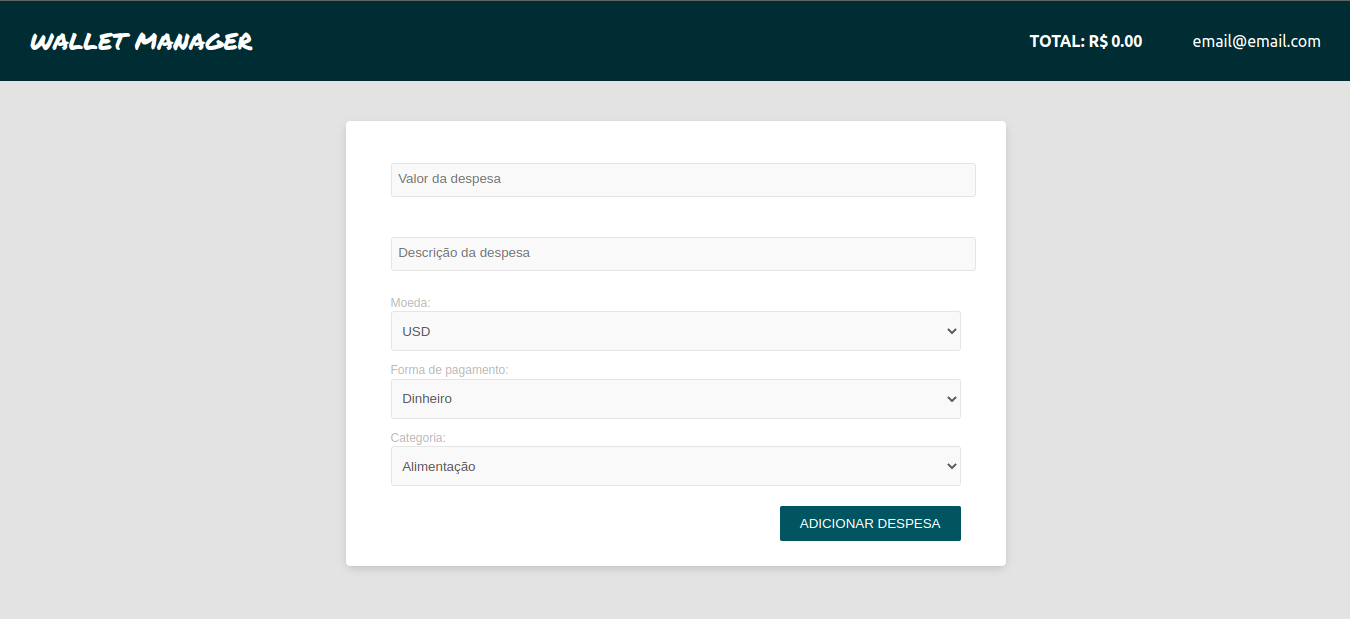 WALLET MANAGER
TOTAL: R$ 0.00
email@email.com
Valor da despesa
Descrição da despesa
Moeda:
USD
Forma de pagamento:
Dinheiro
Categoria:
Alimentação
ADICIONAR DESPESA